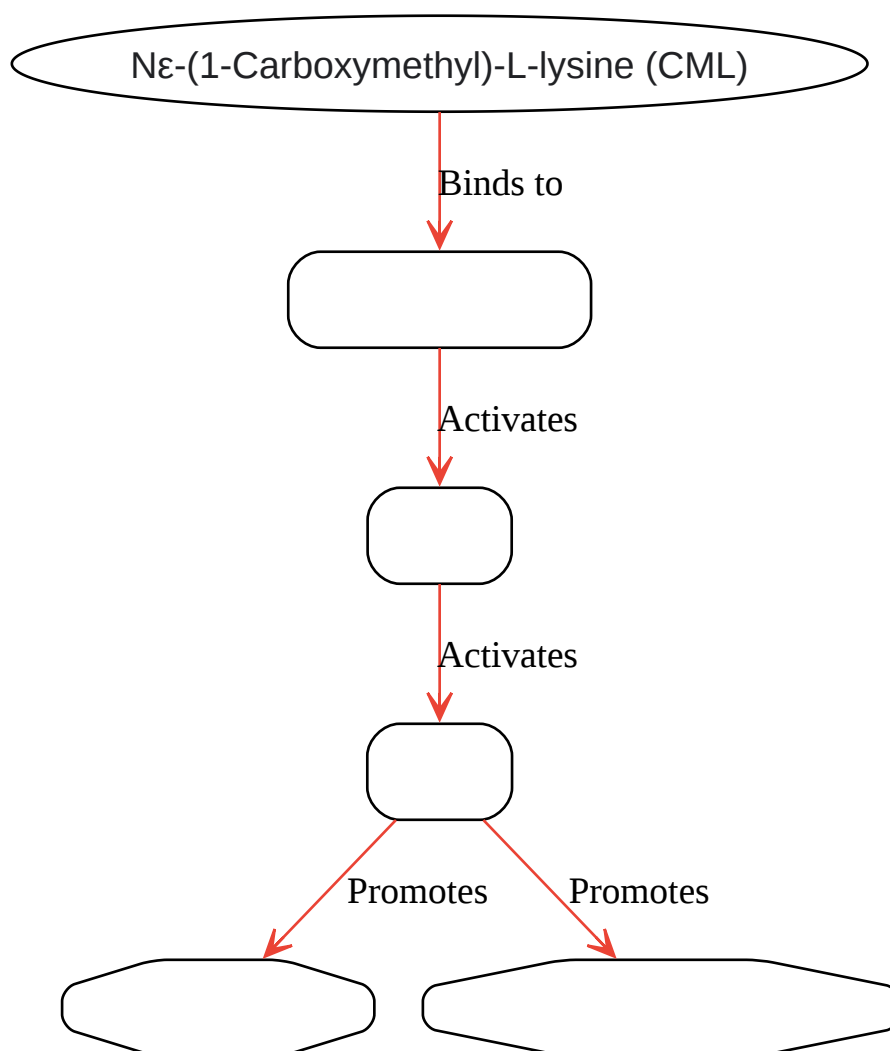 Nε-(1-Carboxymethyl)-L-lysine (CML)
Binds to
Activates
Activates
Promotes
Promotes